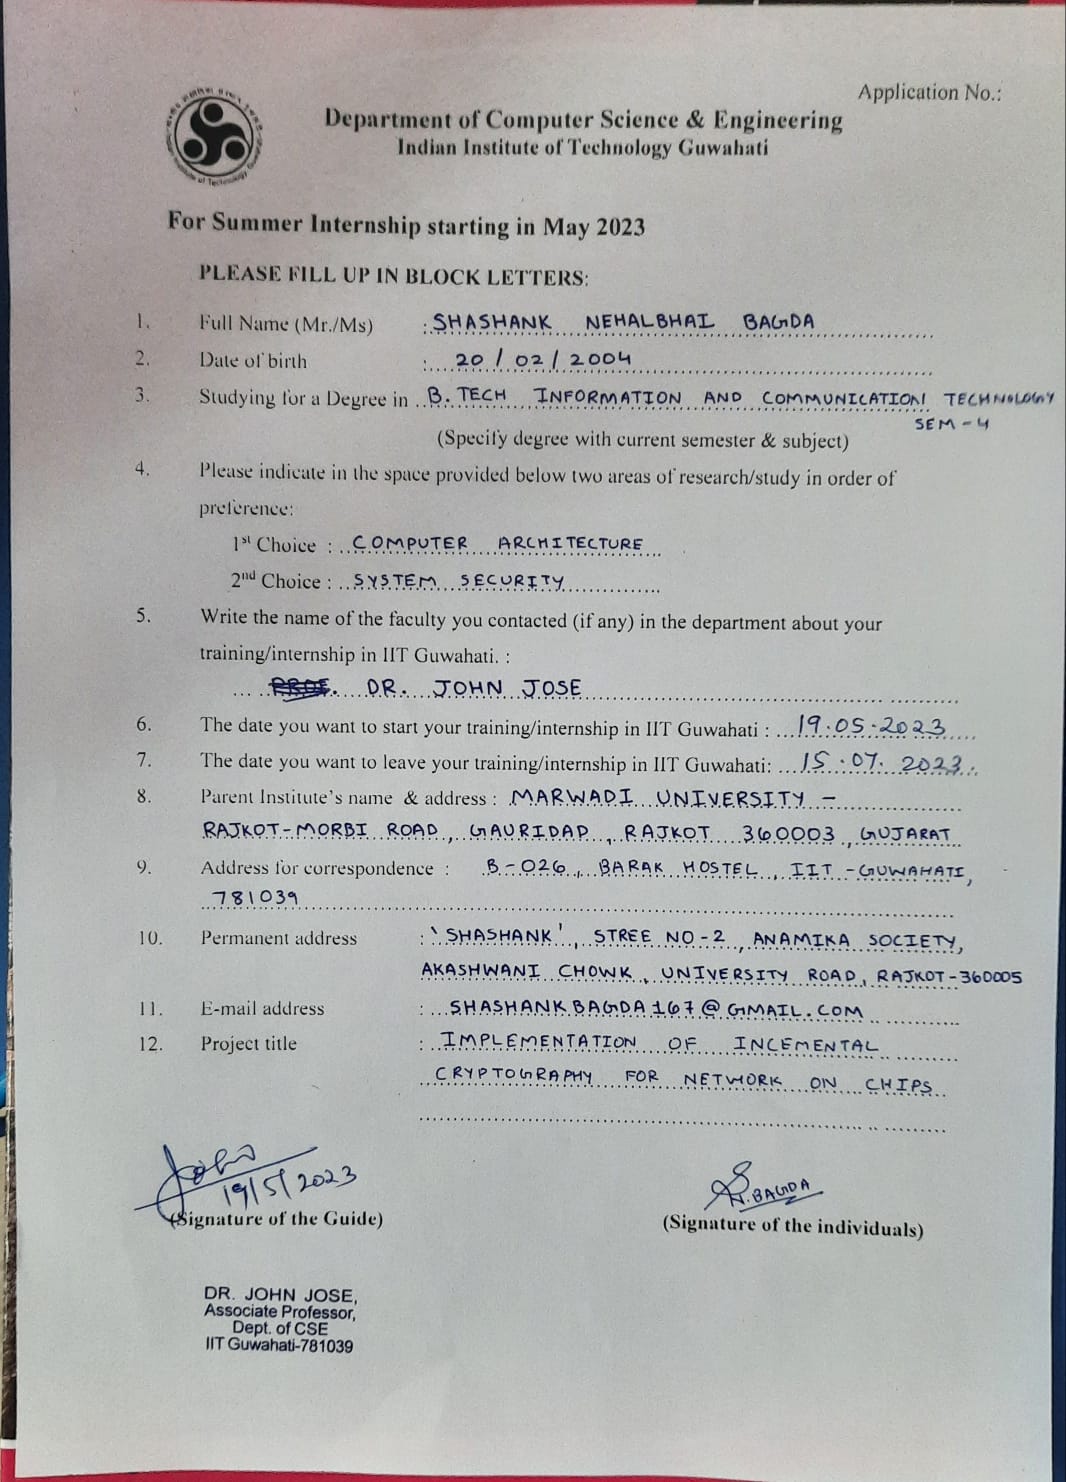 Application No.:
Department of Computer Science & Engineering
Indian Institute of Technology Guwahati
For Summer Internship starting in May 2023
PLEASE FILL UP IN BLOCK LETTERS:
1. Full Name (Mr./Ms) : SHASHANK NEHALBHAI BAGDA
2. Date of birth : 20/02/2004
3. Studying for a Degree in B.TECH INFORMATION AND COMMUNICATION TECHNOLOGY
SEM-4
(Specify degree with current semester & subject)
4. Please indicate in the space provided below two areas of research/study in order of
preference:
1st Choice : COMPUTER ARCHITECTURE
2nd Choice : SYSTEM SECURITY
5. Write the name of the faculty you contacted (if any) in the department about your
training/internship in IIT Guwahati. :
DR. JOHN JOSE
6. The date you want to start your training/internship in IIT Guwahati : 19.05.2023
7. The date you want to leave your training/internship in IIT Guwahati: 15.07.2023
8. Parent Institute's name & address : MARWADI UNIVERSITY -
RAJKOT-MORBI ROAD, GAURIDAD, RAJKOT 360003, GUJARAT
9. Address for correspondence : B-026, BARAK HOSTEL, IIT-GUWAHATI,
781039
10. Permanent address : 'SHASHANK', STREE NO-2, ANAMIKA SOCIETY,
AKASHWANI CHOWK, UNIVERSITY ROAD, RAJKOT-360005
11. E-mail address : SHASHANK.BAGDA167@GMAIL.COM
12. Project title : IMPLEMENTATION OF INCEMENTAL
CRYPTOGRAPHY FOR NETWORK ON CHIPS
John
19/5/2023
S.N.BAGDA
(Signature of the Guide)
(Signature of the individuals)
DR. JOHN JOSE,
Associate Professor,
Dept. of CSE
IIT Guwahati-781039